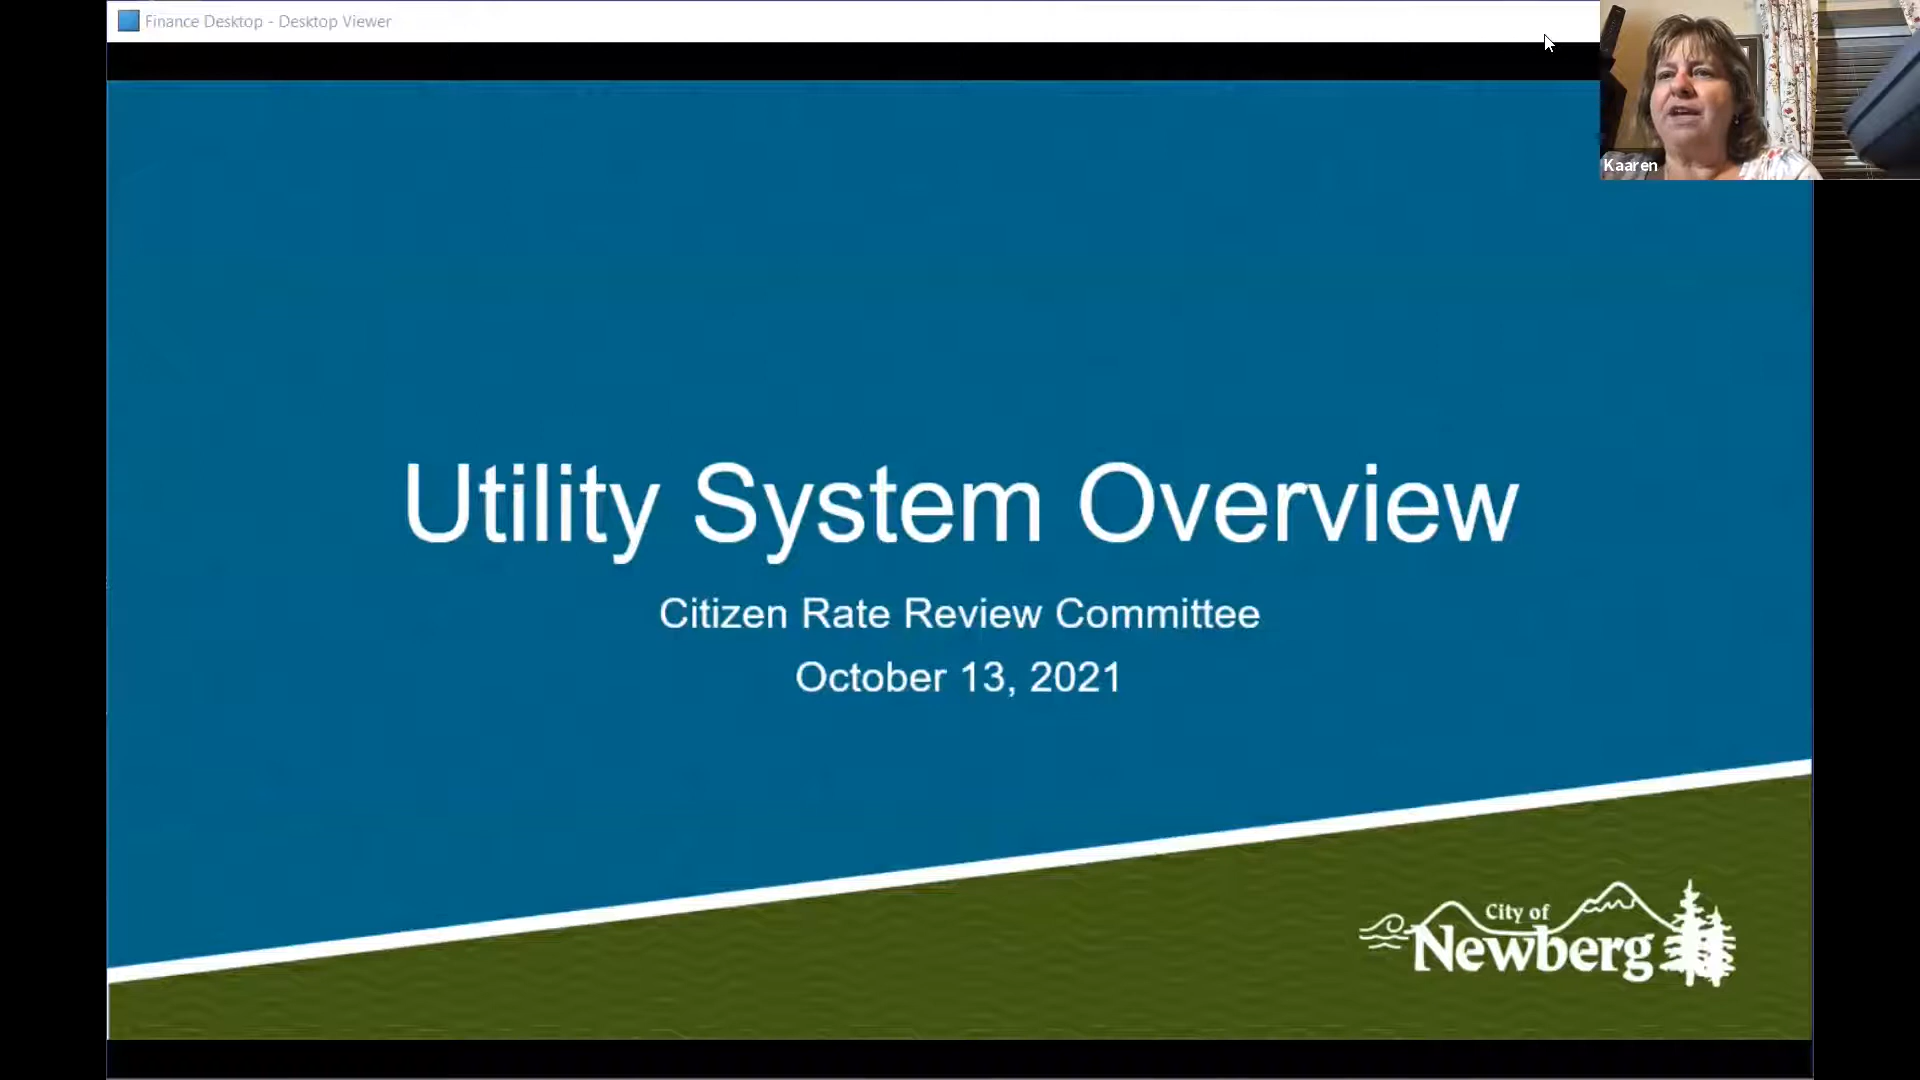 Finance Desktop - Desktop Viewer
Kaaren
Utility System Overview
Citizen Rate Review Committee
October 13, 2021
City of
Newberg